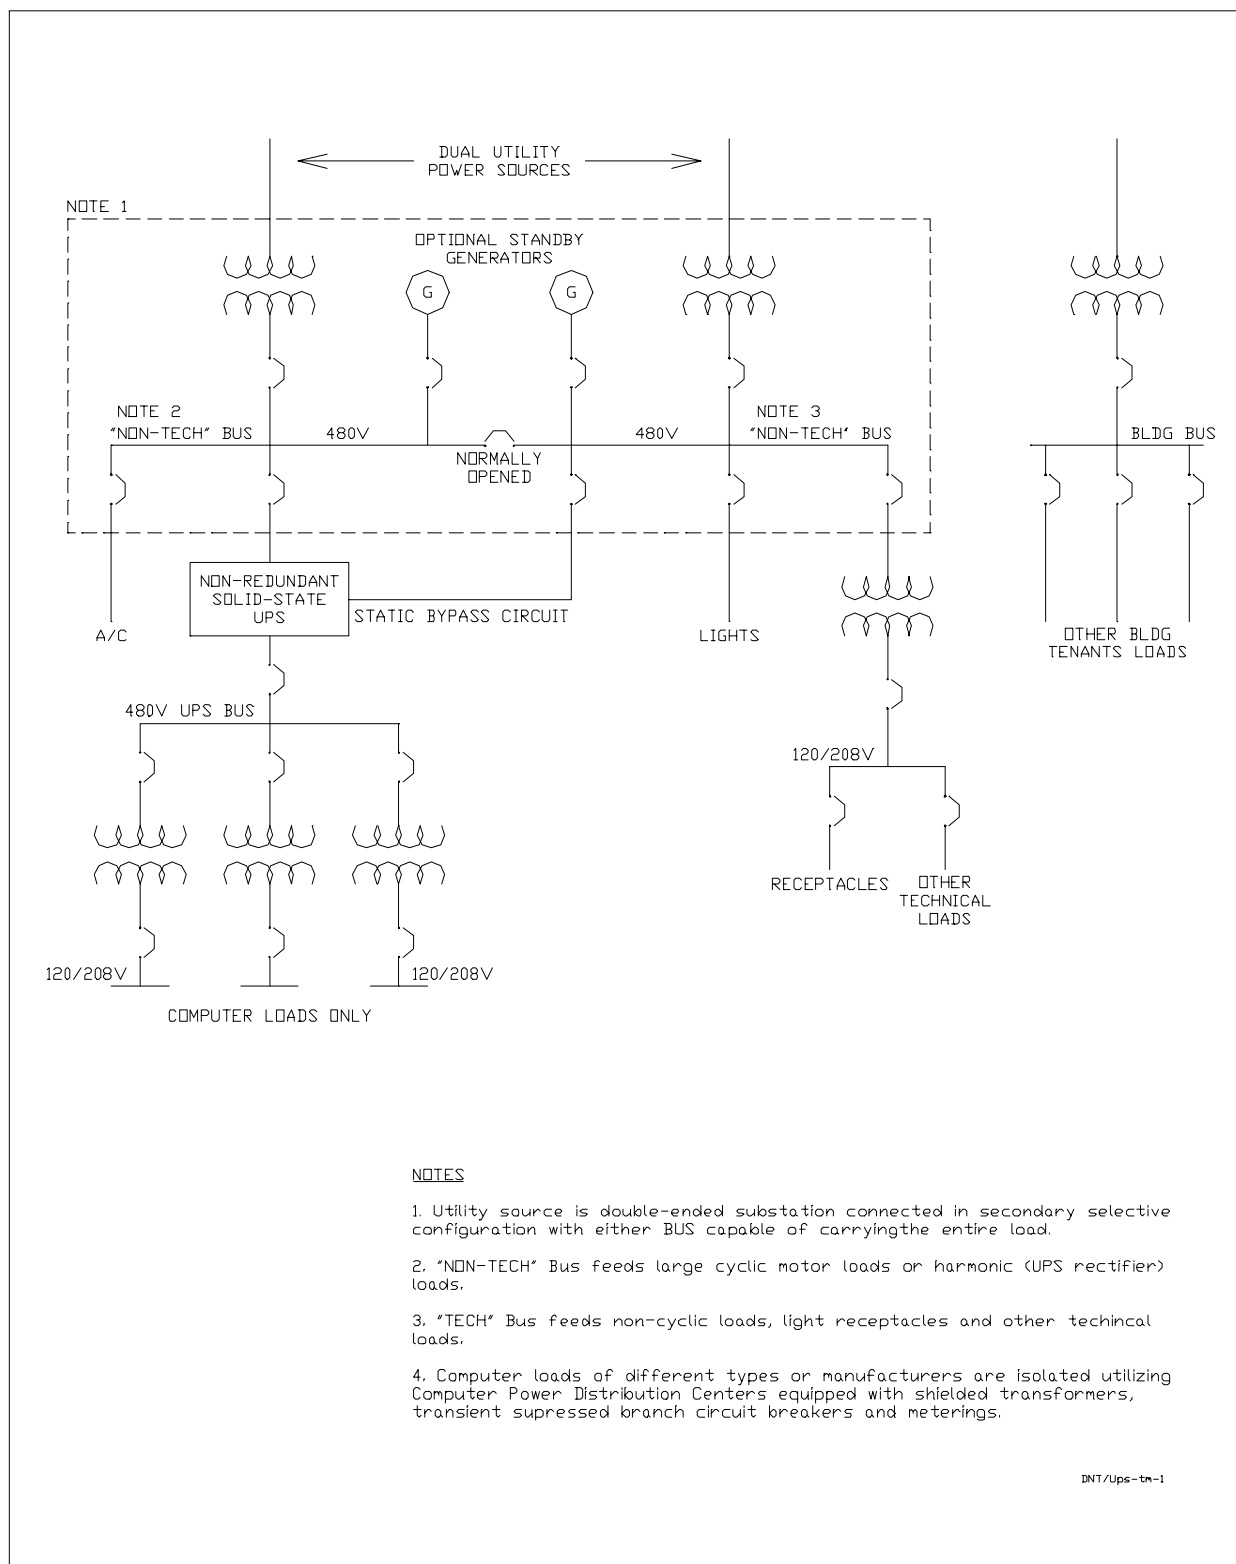 DUAL UTILITY
POWER SOURCES
NOTE 1
OPTIONAL STANDBY
GENERATORS
G
G
NOTE 2
"NON-TECH" BUS
480V
NORMALLY
OPENED
480V
NOTE 3
"NON-TECH' BUS
BLDG BUS
NON-REDUNDANT
SOLID-STATE
UPS
STATIC BYPASS CIRCUIT
A/C
LIGHTS
OTHER BLDG
TENANTS LOADS
480V UPS BUS
120/208V
RECEPTACLES
OTHER
TECHNICAL
LOADS
120/208V
120/208V
COMPUTER LOADS ONLY
NOTES
1. Utility source is double-ended substation connected in secondary selective
configuration with either BUS capable of carryingthe entire load.
2. "NON-TECH" Bus feeds large cyclic motor loads or harmonic (UPS rectifier)
loads.
3. "TECH" Bus feeds non-cyclic loads, light receptacles and other techincal
loads.
4. Computer loads of different types or manufacturers are isolated utilizing
Computer Power Distribution Centers equipped with shielded transformers,
transient supressed branch circuit breakers and meterings.
DNT/Ups-tm-1